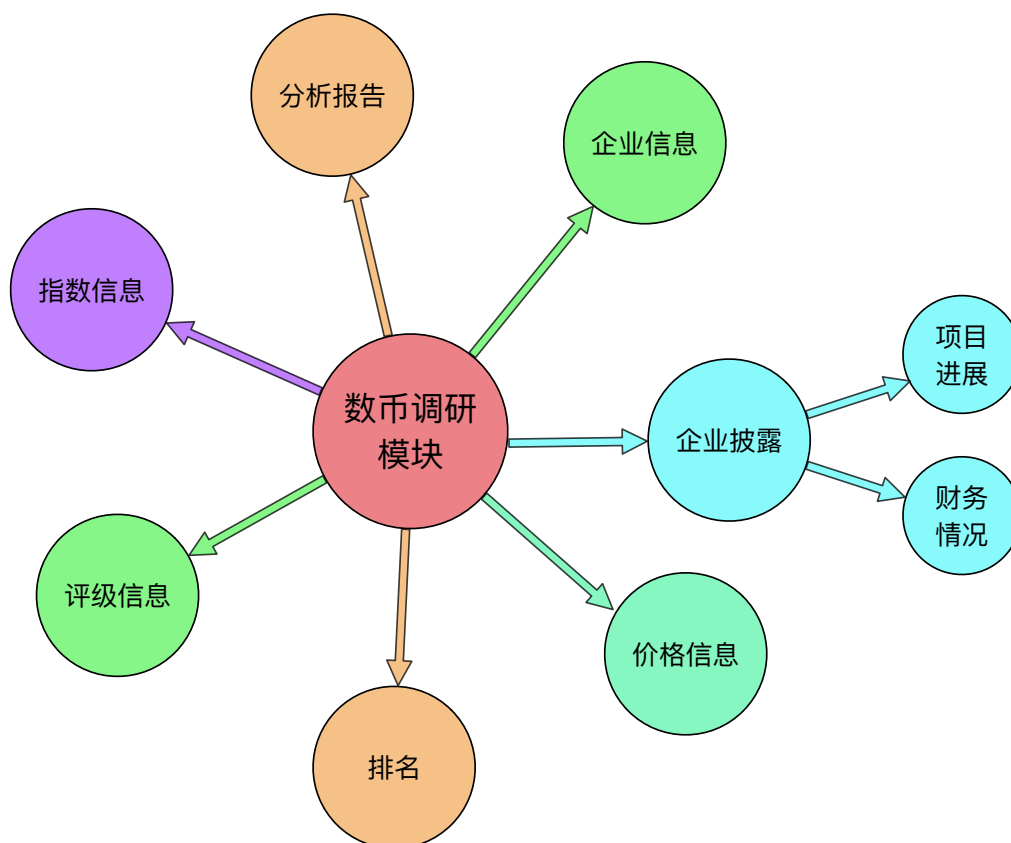 分析报告
企业信息
指数信息
项目
进展
数币调研
模块
企业披露
财务
情况
评级信息
价格信息
排名